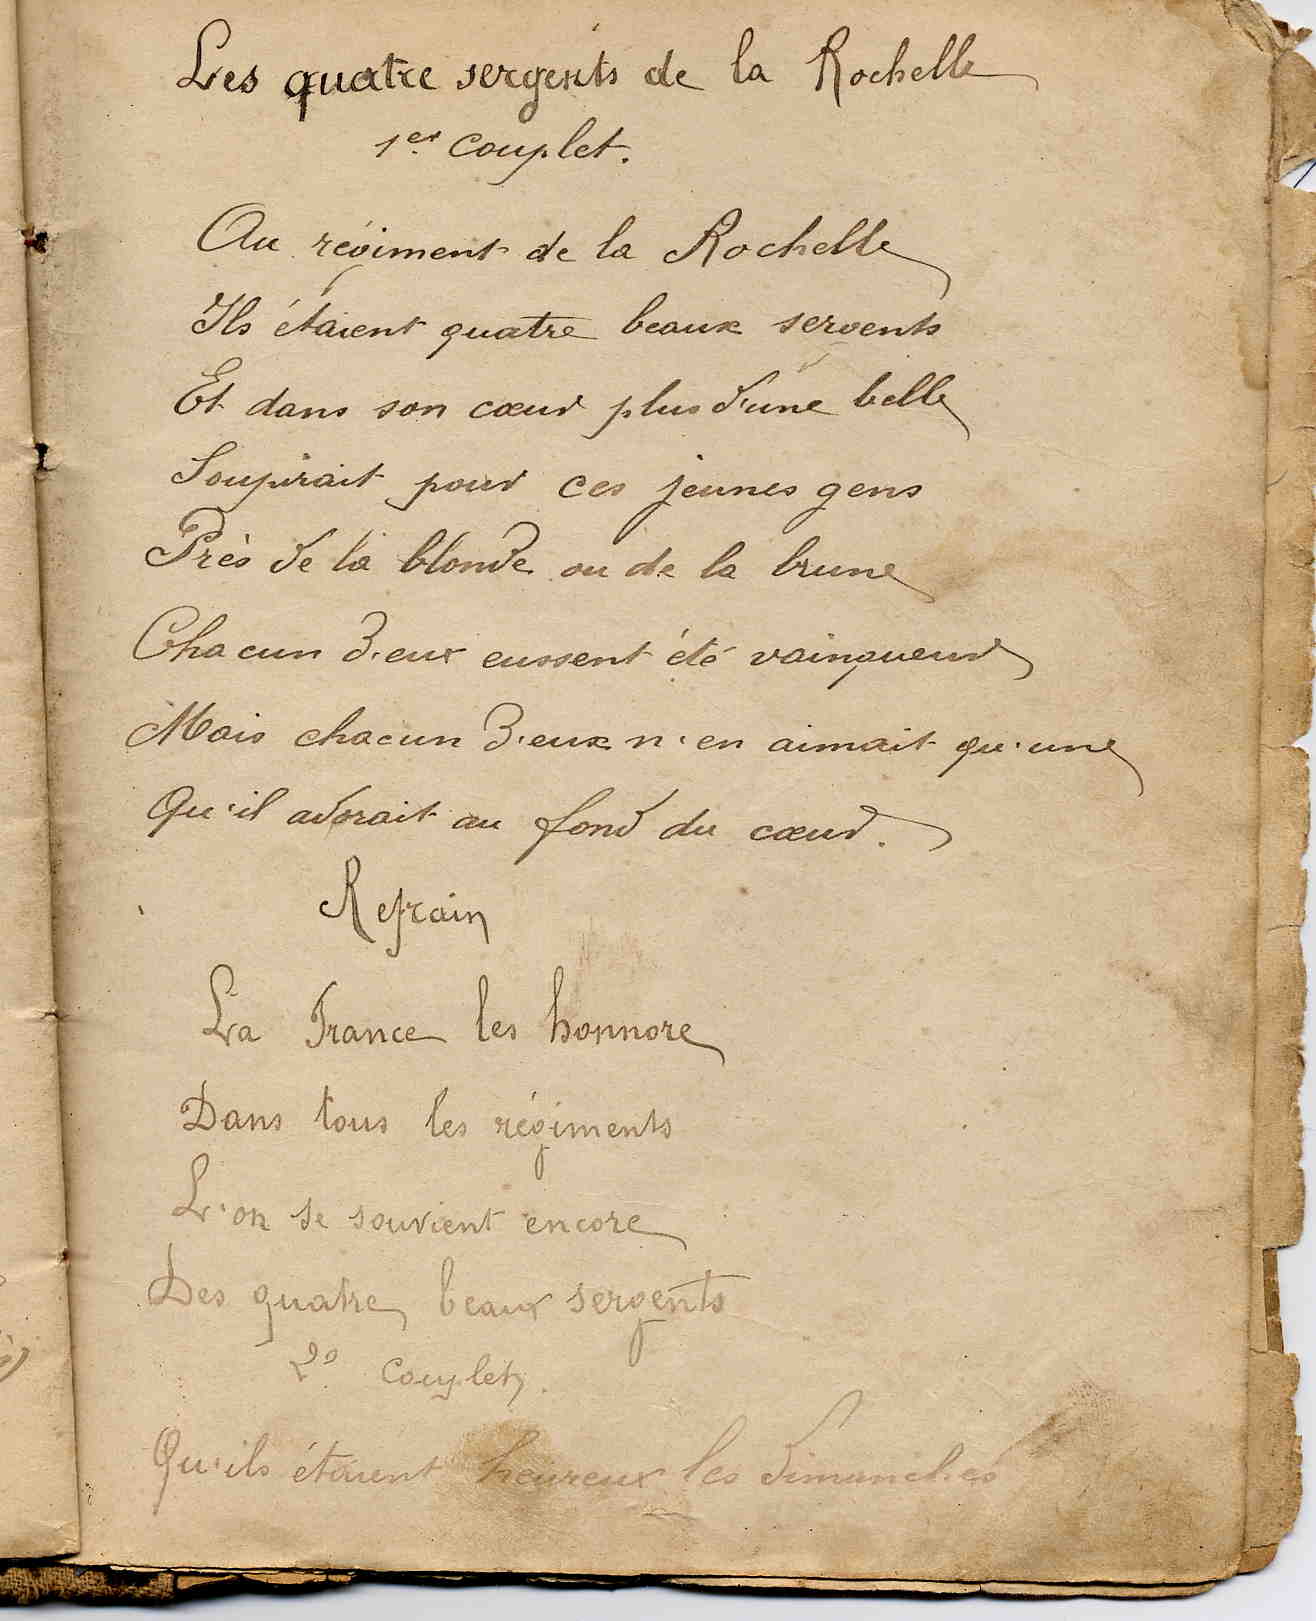 Les quatre sergents de la Rochelle
1er couplet.
Au régiment de la Rochelle
Ils étaient quatre beaux sergents
Et dans son cœur plus d'une belle
Soupirait pour ces jeunes gens
Près de la blonde ou de la brune
Chacun d'eux eussent été vainqueur
Mais chacun d'eux n'en aimait qu'une
Qu'il adorait au fond du cœur.
Refrain
La France les honnore
Dans tous les régiments
L'on se souvient encore
Des quatre beaux sergents
2e couplet.
Qu'ils étaient heureux les dimanches